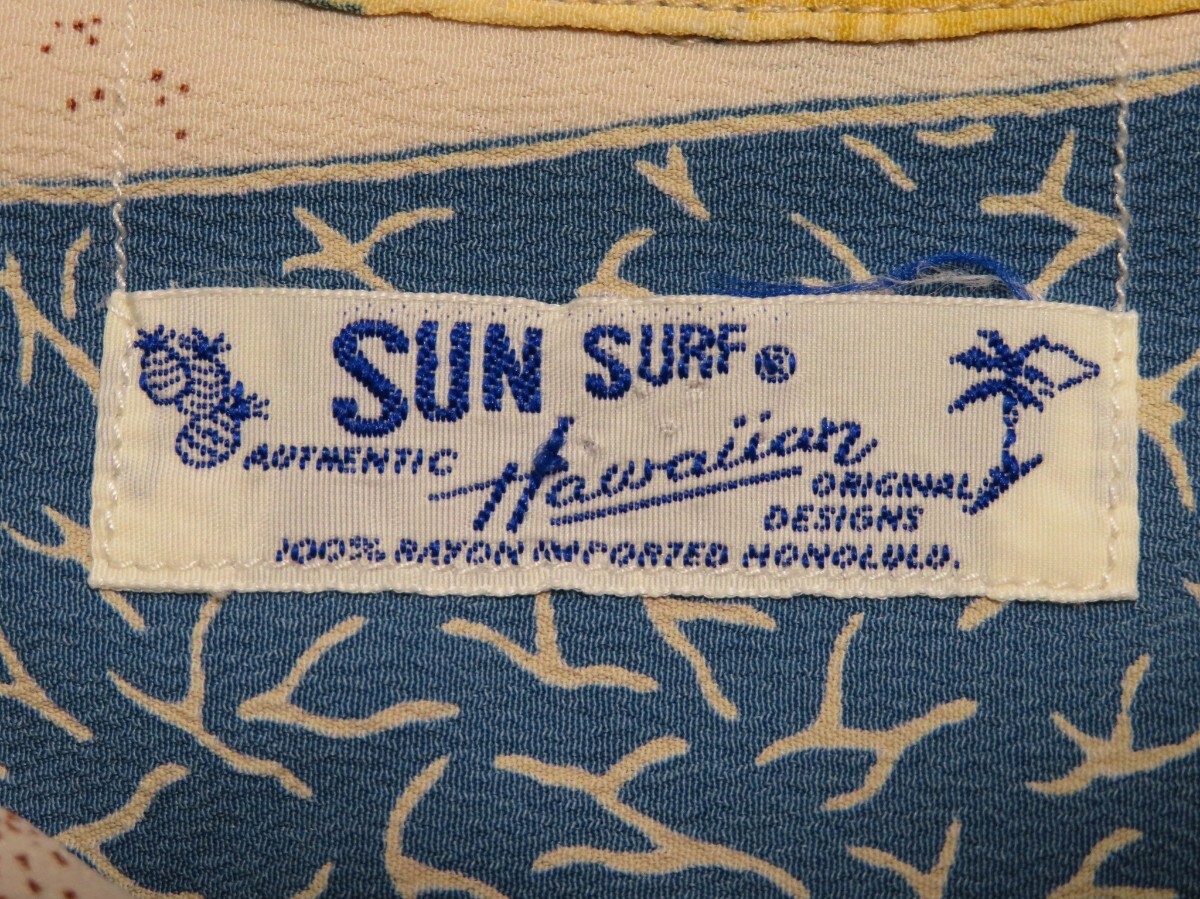 SUN SURF®
AUTHENTIC Hawaiian ORIGINAL
DESIGNS
100% RAYON IMPORTED HONOLULU.